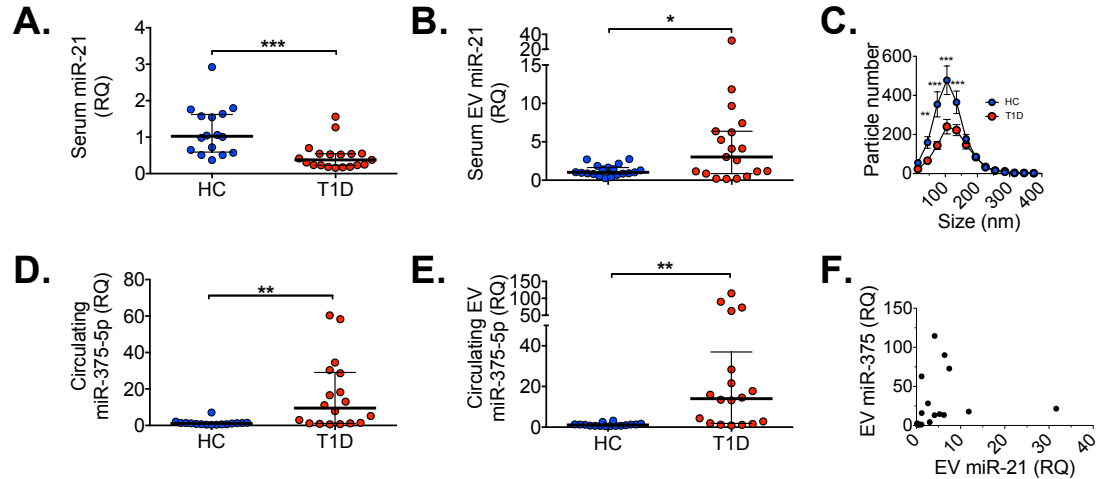 A.
Serum miR-21
(RQ)
4
3
2
1
0
***
HC
T1D
B.
Serum EV miR-21
(RQ)
40
20
15
10
5
0
*
HC
T1D
C.
Particle number
600
400
200
0
**
***
***
***
HC
T1D
100
200
300
400
Size (nm)
D.
Circulating
miR-375-5p (RQ)
80
60
40
20
0
**
HC
T1D
E.
Circulating EV
miR-375-5p (RQ)
150
100
50
40
20
0
**
HC
T1D
F.
EV miR-375 (RQ)
150
100
50
0
0
10
20
30
40
EV miR-21 (RQ)